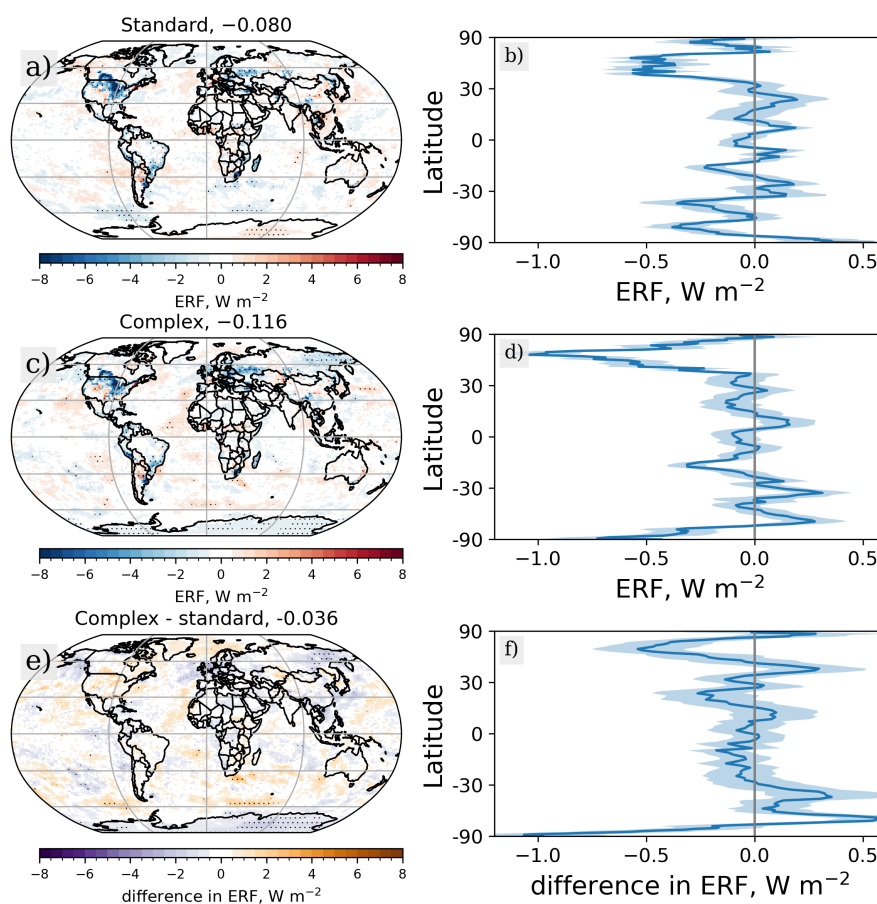 Standard, −0.080
a)
−8 −6 −4 −2 0 2 4 6 8
ERF, W m−2
b)
90
30
0
-30
-90
Latitude
−1.0 −0.5 0.0 0.5
ERF, W m−2
Complex, −0.116
c)
−8 −6 −4 −2 0 2 4 6 8
ERF, W m−2
d)
90
30
0
-30
-90
Latitude
−1.0 −0.5 0.0 0.5
ERF, W m−2
Complex - standard, -0.036
e)
−8 −6 −4 −2 0 2 4 6 8
difference in ERF, W m−2
f)
90
30
0
-30
-90
Latitude
−1.0 −0.5 0.0 0.5
difference in ERF, W m−2